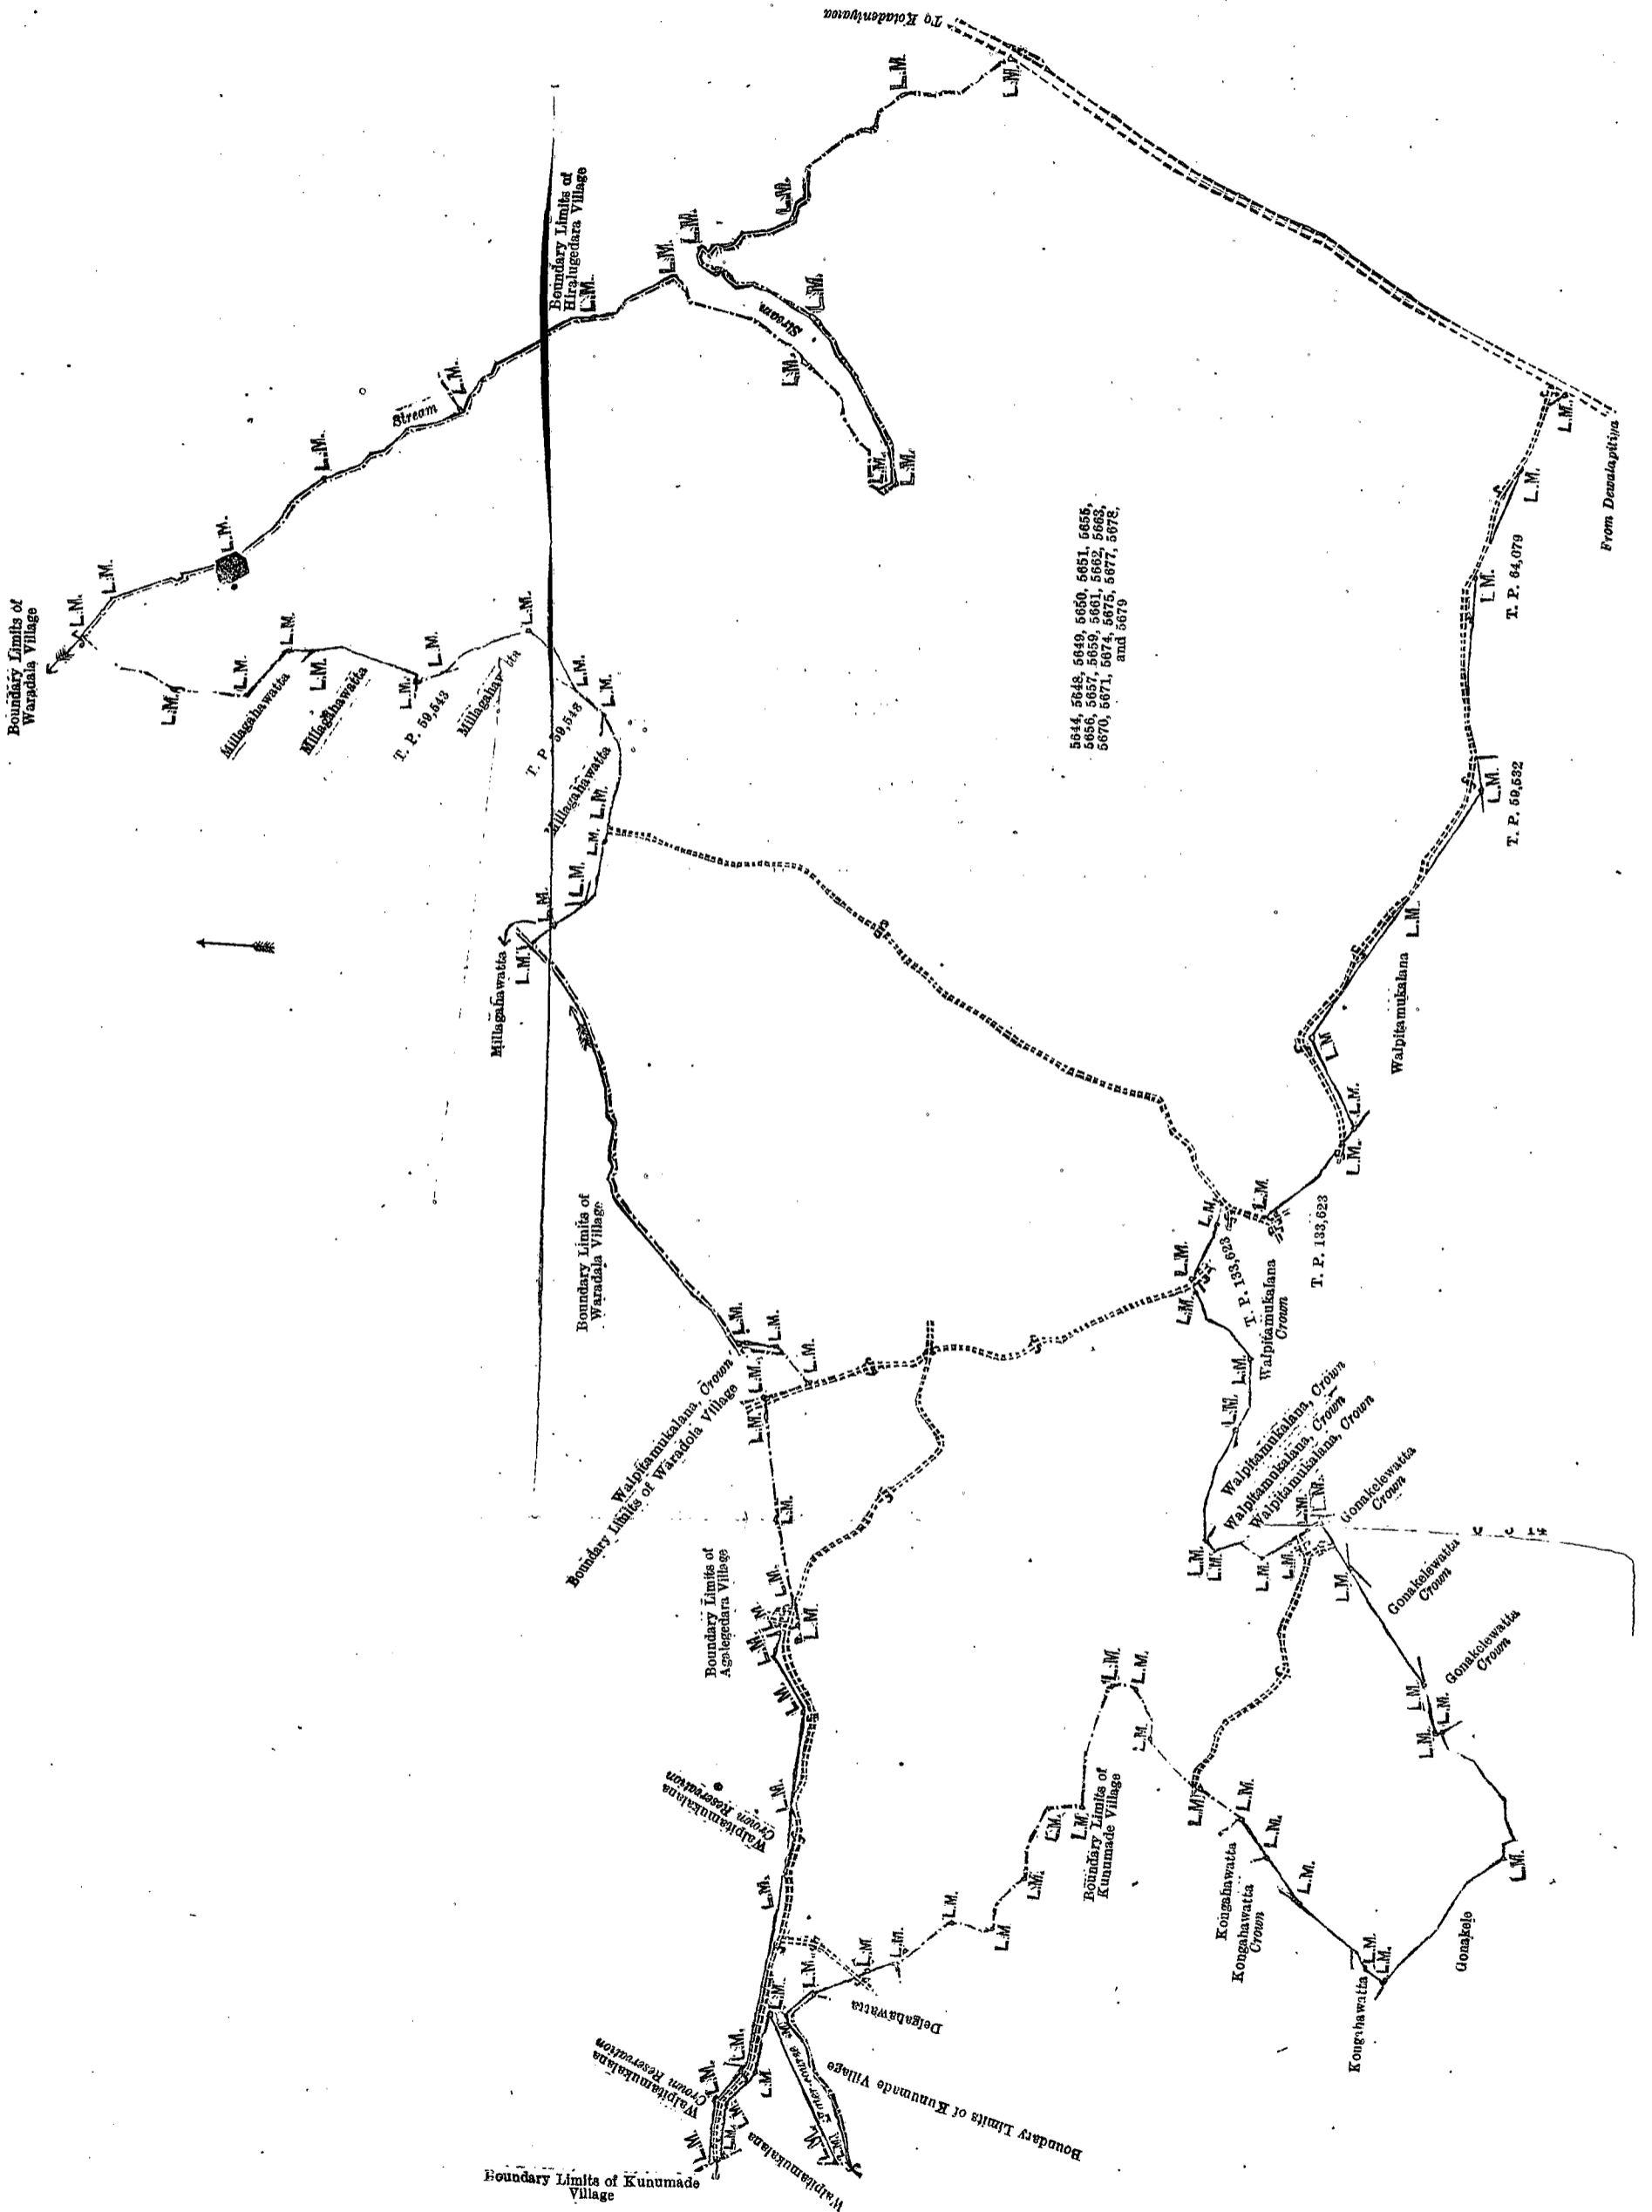 To Kotadeniyawa
L.M.
L.M.
Boundary Limits of
Hiralugedara Village
L.M.
L.M.
L.M.
L.M.
Stream
L.M.
L.M.
L.M.
L.M.
Stream
L.M.
L.M.
L.M.
Boundary Limits of
Waradala Village
L.M.
L.M.
L.M.
L.M.
L.M.
Millagahawatta
L.M.
Millagahawatta
L.M.
L.M.
T. P. 59,543
L.M.
T. P. 59,548
L.M.
L.M.
Millagahawatta
L.M.
L.M.
L.M.
L.M.
L.M.
Millagahawatta
5644, 5648, 5649, 5650, 5651, 5655,
5656, 5657, 5659, 5661, 5662, 5663,
5670, 5671, 5674, 5675, 5677, 5678,
and 5679
From Dewalapitiya
L.M.
L.M.
T. P. 64,079
L.M.
L.M.
T. P. 59,532
L.M.
Walpitamukalana
L.M.
L.M.
L.M.
L.M.
T. P. 133,623
L.M.
T. P. 133,623
L.M.
L.M.
Walpitamukalana
Crown
L.M.
L.M.
Boundary Limits of
Waradala Village
L.M.
L.M.
L.M.
L.M.
L.M.
Walpitamukalana, Crown
Boundary Limits of Waradola Village
L.M.
Boundary Limits of
Agalegedara Village
L.M.
L.M.
L.M.
L.M.
L.M.
Walpitamukalana, Crown
Walpitamukalana, Crown
Walpitamukalana, Crown
L.M.
L.M.
L.M.
L.M.
L.M.
L.M.
Gonakelewatta
Crown
L.M.
Gonakelewatta
Crown
L.M.
Gonakelewatta
Crown
L.M.
L.M.
L.M.
Gonakele
Walpitamukalana
Crown Reservation
L.M.
L.M.
L.M.
L.M.
L.M.
L.M.
L.M.
L.M.
Boundary Limits of
Kunumade Village
L.M.
L.M.
L.M.
L.M.
L.M.
L.M.
L.M.
Kongahawatta
Kongahawatta
Crown
L.M.
L.M.
Kongahawatta
L.M.
L.M.
L.M.
Delgahawatta
Boundary Limits of Kunumade Village
Walpitamukalana
Crown Reservation
L.M.
L.M.
L.M.
L.M.
L.M.
L.M.
L.M.
L.M.
Walpitamukalana
Boundary Limits of Kunumade
Village